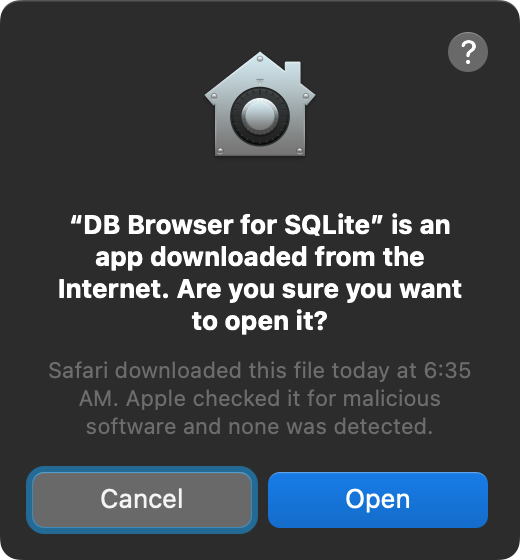 ?
“DB Browser for SQLite” is an
app downloaded from the
Internet. Are you sure you want
to open it?
Safari downloaded this file today at 6:35
AM. Apple checked it for malicious
software and none was detected.
Cancel
Open